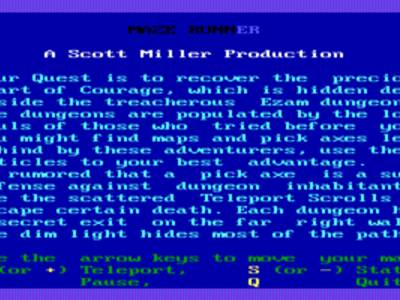 MAZE RUNNER
A Scott Miller Production
ur Quest is to recover the precio
art of Courage, which is hidden de
side the treacherous Ezam dungeon
e dungeons are populated by the lo
uls of those who tried before yo
u might find maps and pick axes le
hind by these adventurers, use the
ticles to your best advantage.
rumored that a pick axe is a su
fense against dungeon inhabitant
e the scattered Teleport Scrolls
cape certain death. Each dungeon h
secret exit on the far right wal
e dim light hides most of the path
e the arrow keys to move your ma
(or +) Teleport, S (or -) Stat
Pause, Q Quit